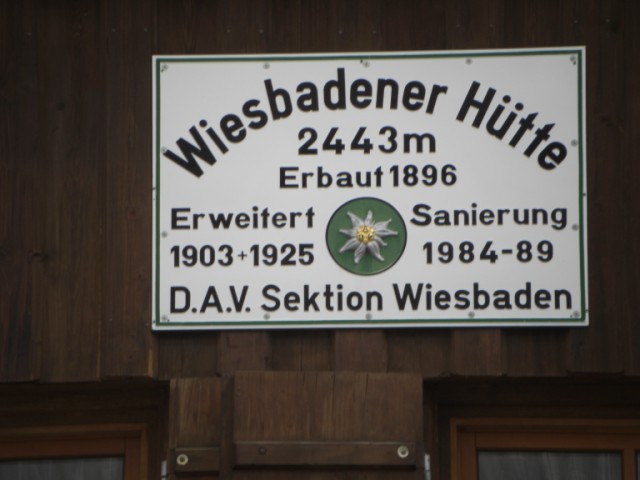 Wiesbadener Hütte
2443m
Erbaut 1896
Erweitert Sanierung
1903+1925 1984-89
D.A.V. Sektion Wiesbaden